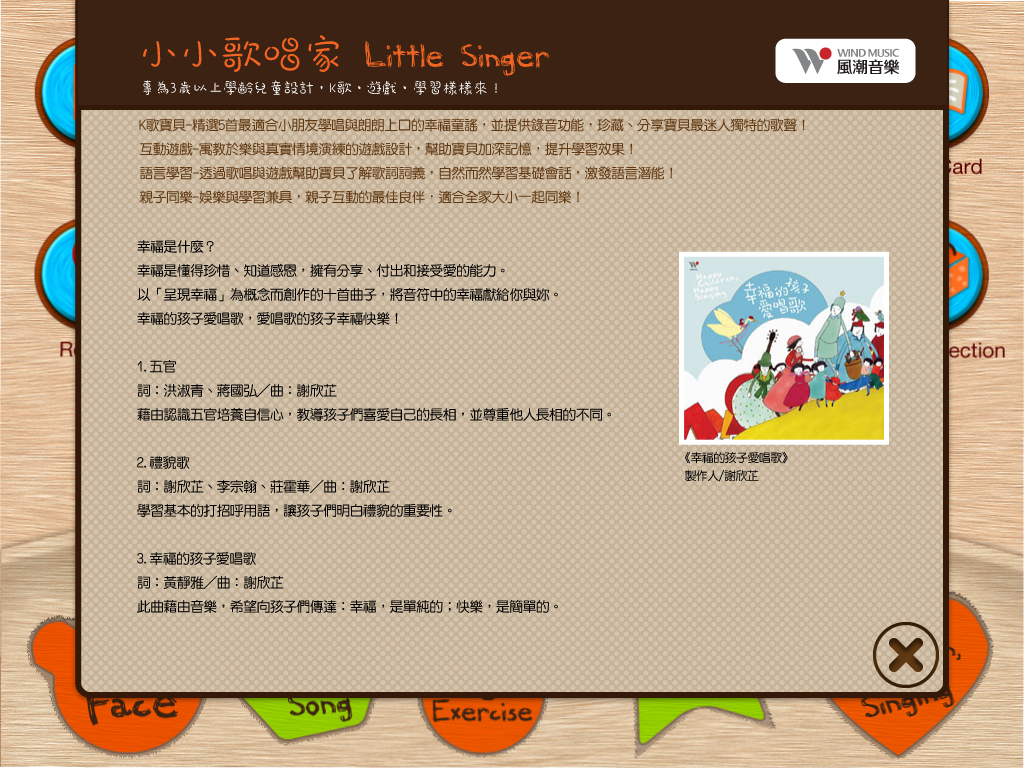 小小歌唱家 Little Singer
專為3歲以上學齡兒童設計，K歌、遊戲、學習樣樣來！
WIND MUSIC
風潮音樂
K歌寶貝-精選5首最適合小朋友學唱與朗朗上口的幸福童謠，並提供錄音功能，珍藏、分享寶貝最迷人獨特的歌聲！
互動遊戲-寓教於樂與真實情境演練的遊戲設計，幫助寶貝加深記憶，提升學習效果！
語言學習-透過歌唱與遊戲幫助寶貝了解歌詞詞義，自然而然學習基礎會話，激發語言潛能！
親子同樂-娛樂與學習兼具，親子互動的最佳良伴，適合全家大小一起同樂！
幸福是什麼？
幸福是懂得珍惜、知道感恩，擁有分享、付出和接受愛的能力。
以「呈現幸福」為概念而創作的十首曲子，將音符中的幸福獻給你與妳。
幸福的孩子愛唱歌，愛唱歌的孩子幸福快樂！
1. 五官
詞：洪淑青、蔣國弘／曲：謝欣芷
藉由認識五官培養自信心，教導孩子們喜愛自己的長相，並尊重他人長相的不同。
2. 禮貌歌
詞：謝欣芷、李宗翰、莊霍華／曲：謝欣芷
學習基本的打招呼用語，讓孩子們明白禮貌的重要性。
3. 幸福的孩子愛唱歌
詞：黃靜雅／曲：謝欣芷
此曲藉由音樂，希望向孩子們傳達：幸福，是單純的；快樂，是簡單的。
Happy
Children,
Happy
Singing
幸福的孩子
愛唱歌
《幸福的孩子愛唱歌》
製作人/謝欣芷
Card
ection
Face
Song
Exercise
Singing